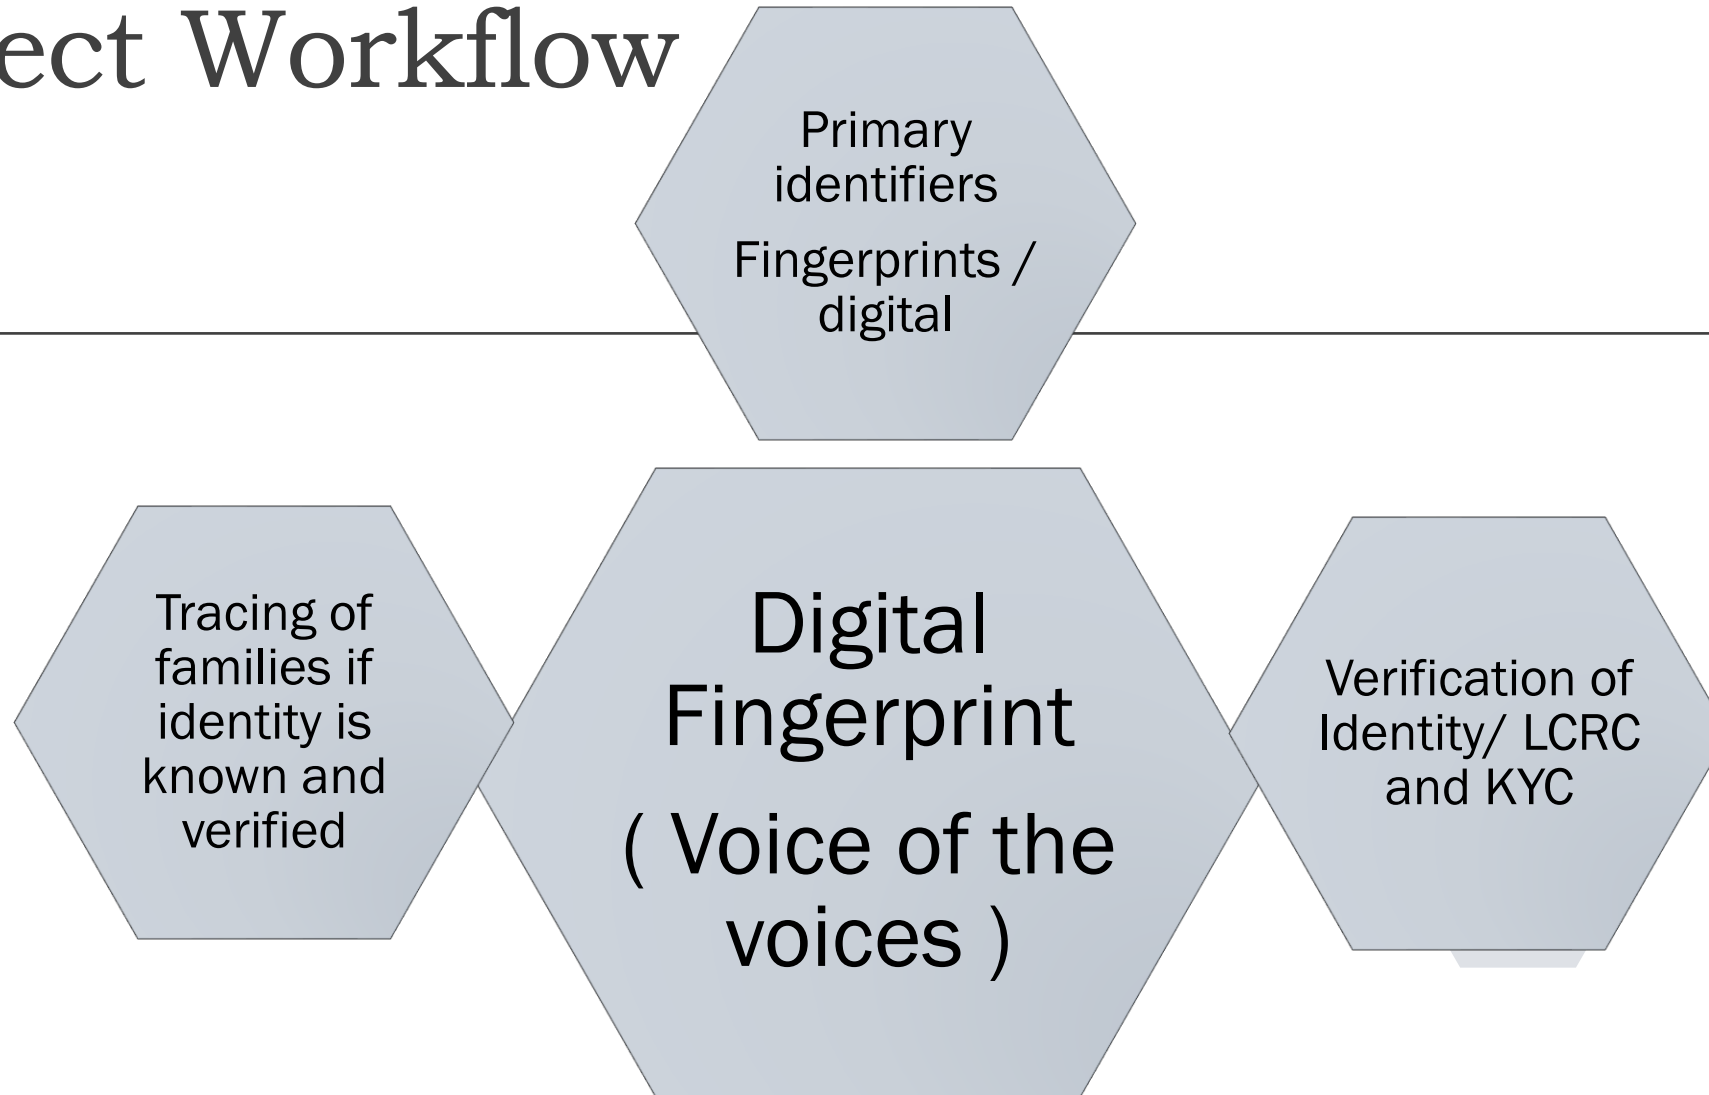 ect Workflow
Primary
identifiers
Fingerprints /
digital
Tracing of
families if
identity is
known and
verified
Digital
Fingerprint
( Voice of the
voices )
Verification of
Identity/ LCRC
and KYC